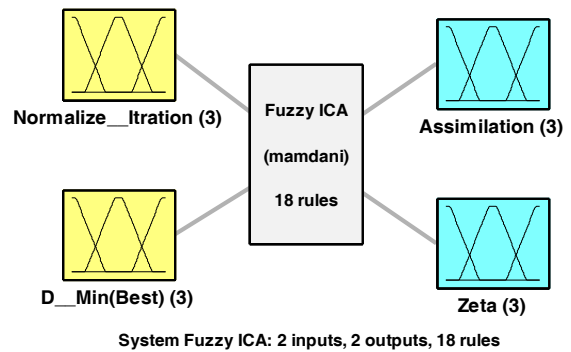 Normalize__Itration (3)
Fuzzy ICA
(mamdani)
18 rules
Assimilation (3)
D__Min(Best) (3)
Zeta (3)
System Fuzzy ICA: 2 inputs, 2 outputs, 18 rules